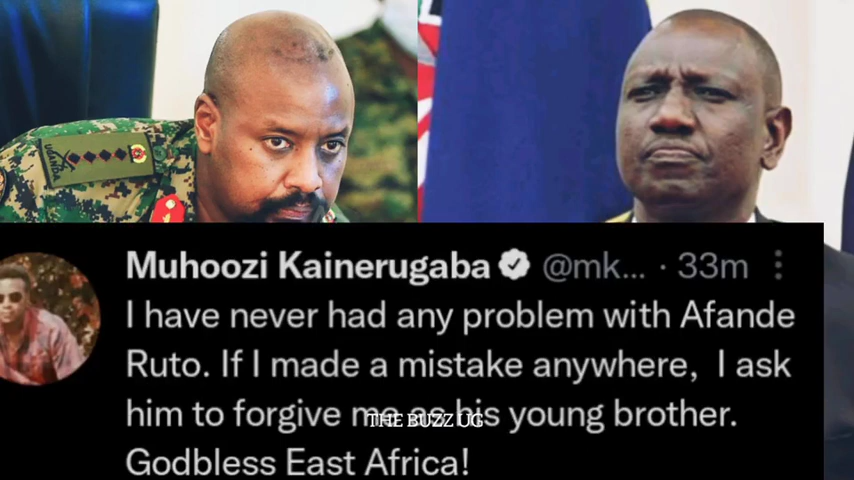 UGANDA
Muhoozi Kainerugaba @mk... · 33m
I have never had any problem with Afande
Ruto. If I made a mistake anywhere, I ask
him to forgive me as his young brother.
THE BUZZ UG
Godbless East Africa!